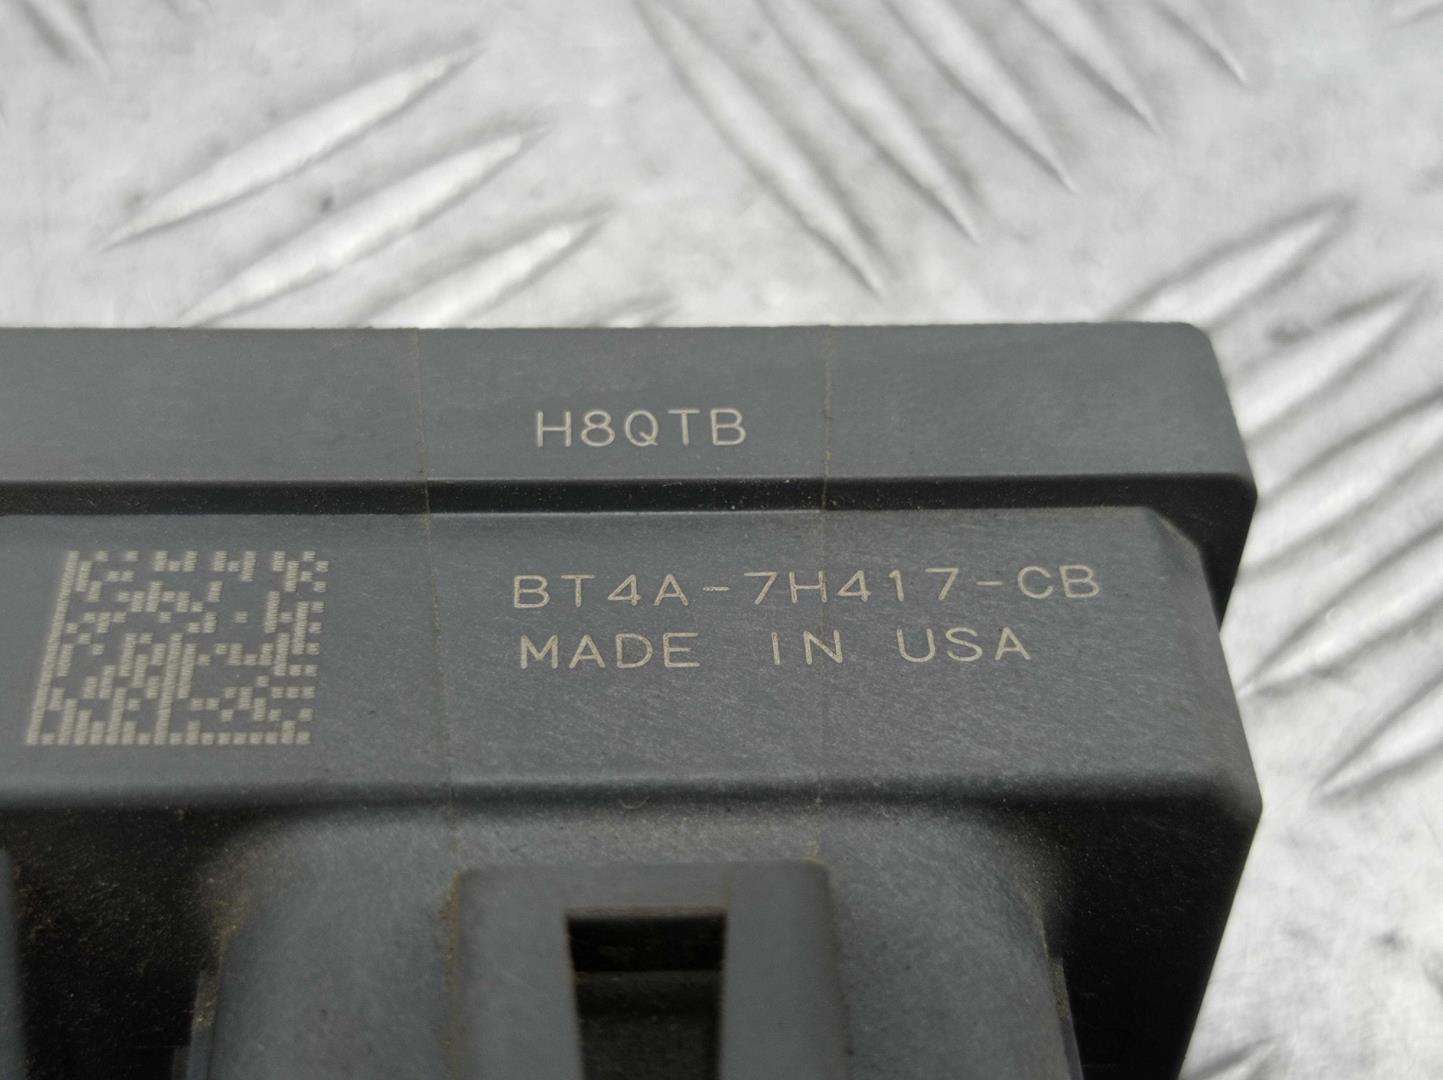 H8QTB
BT4A-7H417-CB
MADE IN USA